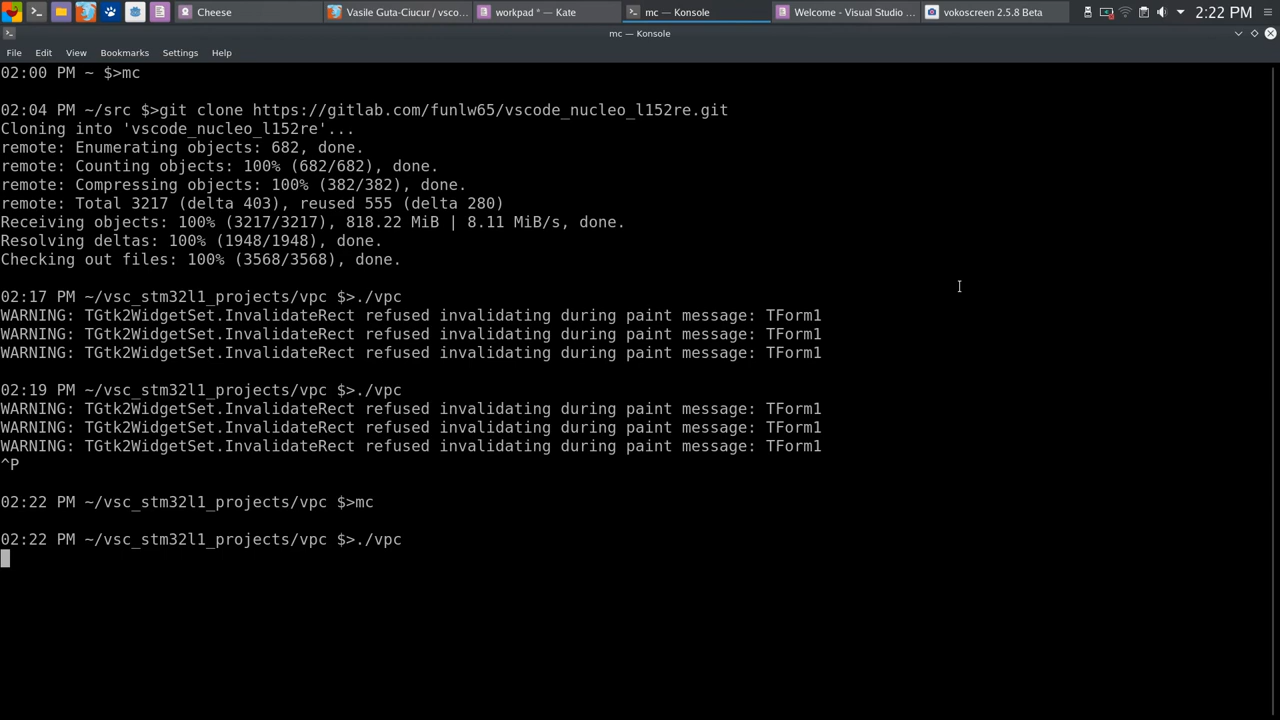 Cheese
Vasile Guta-Ciucur / vsco...
workpad * — Kate
mc — Konsole
Welcome - Visual Studio ...
vokoscreen 2.5.8 Beta
2:22 PM
mc — Konsole
File Edit View Bookmarks Settings Help
02:00 PM ~ $>mc
02:04 PM ~/src $>git clone https://gitlab.com/funlw65/vscode_nucleo_l152re.git
Cloning into 'vscode_nucleo_l152re'...
remote: Enumerating objects: 682, done.
remote: Counting objects: 100% (682/682), done.
remote: Compressing objects: 100% (382/382), done.
remote: Total 3217 (delta 403), reused 555 (delta 280)
Receiving objects: 100% (3217/3217), 818.22 MiB | 8.11 MiB/s, done.
Resolving deltas: 100% (1948/1948), done.
Checking out files: 100% (3568/3568), done.
02:17 PM ~/vsc_stm32l1_projects/vpc $>./vpc
WARNING: TGtk2WidgetSet.InvalidateRect refused invalidating during paint message: TForm1
WARNING: TGtk2WidgetSet.InvalidateRect refused invalidating during paint message: TForm1
WARNING: TGtk2WidgetSet.InvalidateRect refused invalidating during paint message: TForm1
02:19 PM ~/vsc_stm32l1_projects/vpc $>./vpc
WARNING: TGtk2WidgetSet.InvalidateRect refused invalidating during paint message: TForm1
WARNING: TGtk2WidgetSet.InvalidateRect refused invalidating during paint message: TForm1
WARNING: TGtk2WidgetSet.InvalidateRect refused invalidating during paint message: TForm1
^P
02:22 PM ~/vsc_stm32l1_projects/vpc $>mc
02:22 PM ~/vsc_stm32l1_projects/vpc $>./vpc